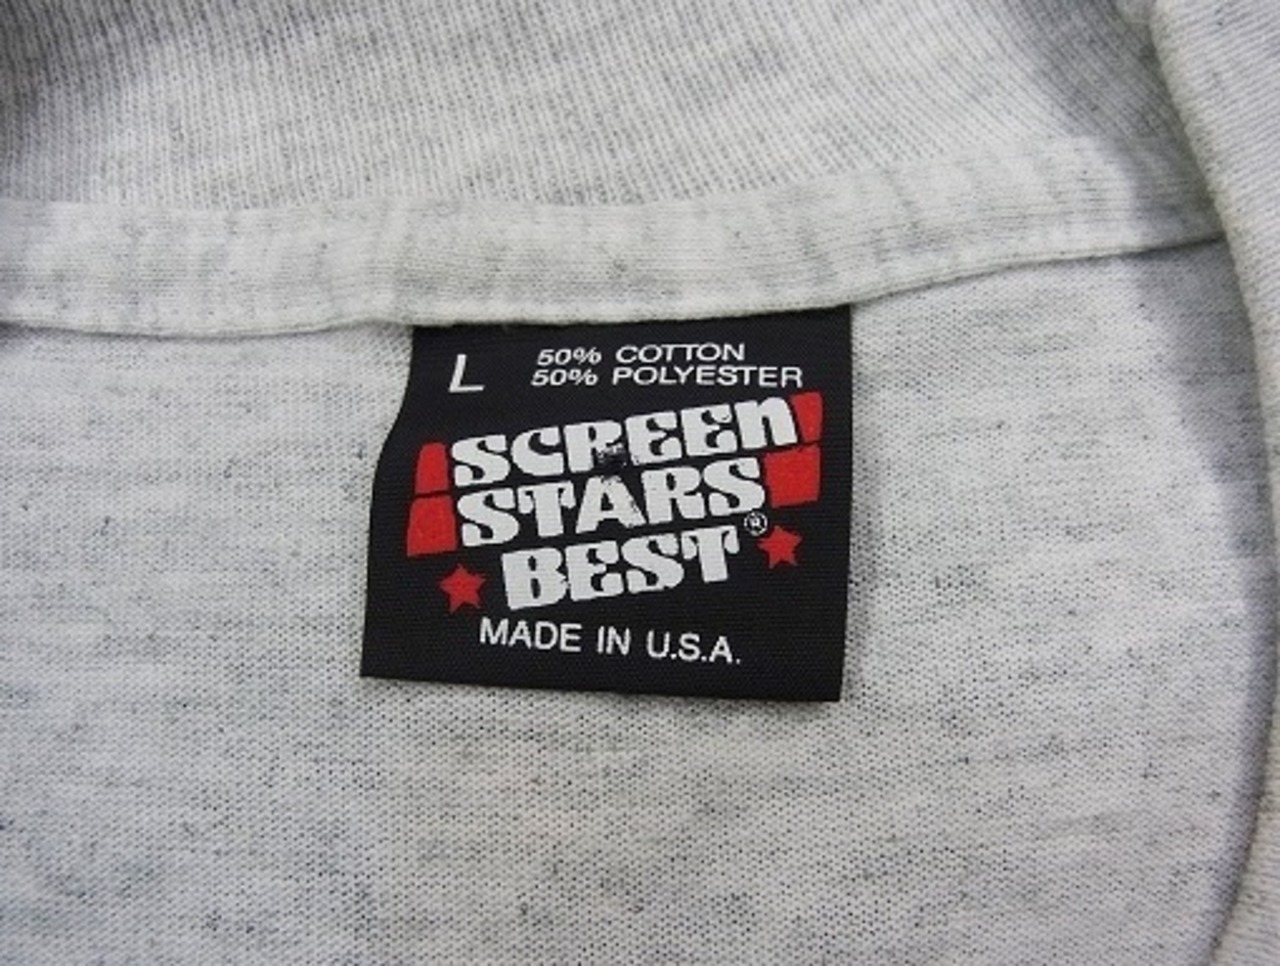 L
50% COTTON
50% POLYESTER
SCREEN
STARS
BEST®
MADE IN U.S.A.